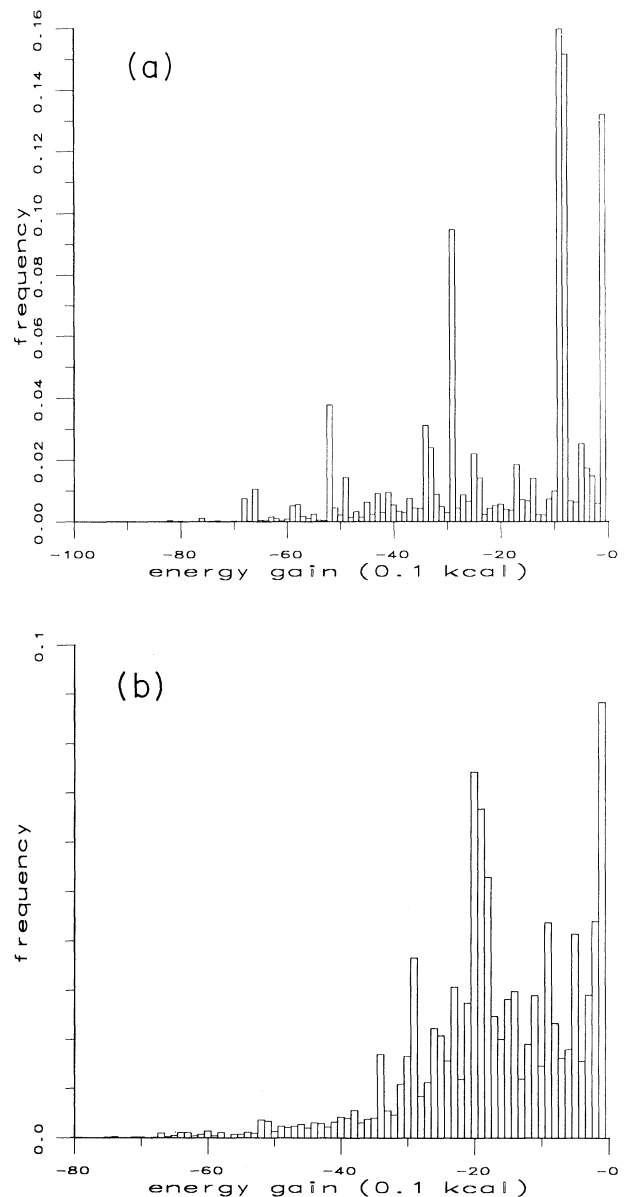 (a)
frequency
0.16
0.14
0.12
0.10
0.08
0.06
0.04
0.02
0.00
-100 -80 -60 -40 -20 -0
energy gain (0.1 kcal)
(b)
frequency
0.1
0.0
-80 -60 -40 -20 -0
energy gain (0.1 kcal)